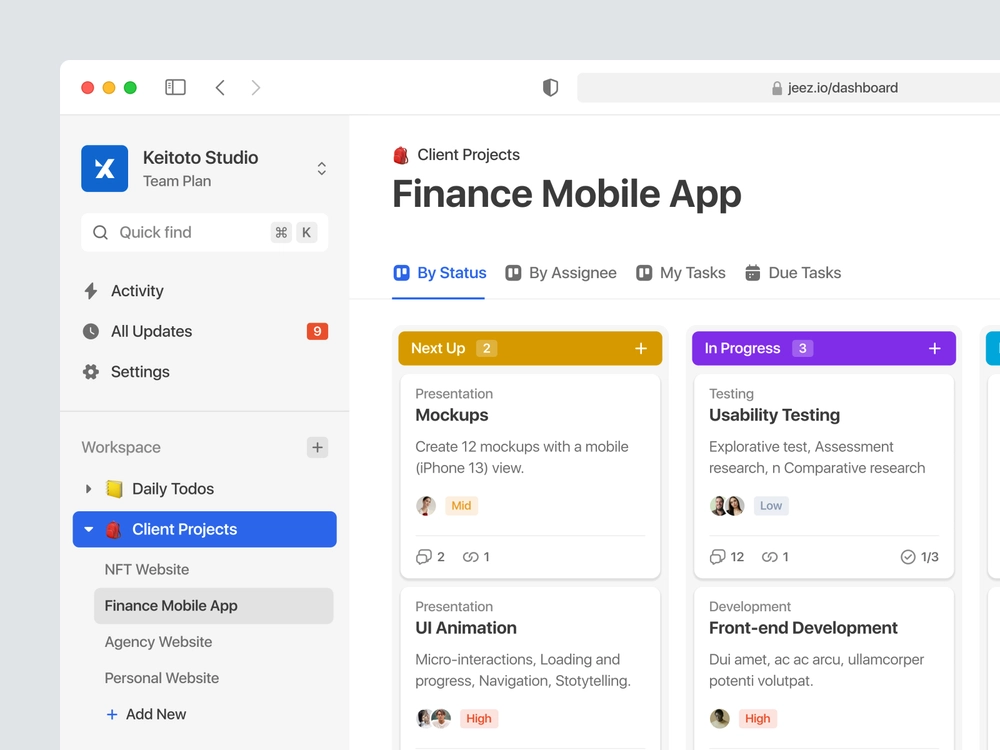 jeez.io/dashboard
Keitoto Studio
Team Plan
Quick find ⌘ K
Activity
All Updates 9
Settings
Workspace +
Daily Todos
Client Projects
NFT Website
Finance Mobile App
Agency Website
Personal Website
+ Add New
Client Projects
Finance Mobile App
By Status By Assignee My Tasks Due Tasks
Next Up 2 +
Presentation
Mockups
Create 12 mockups with a mobile
(iPhone 13) view.
Mid
2 1
Presentation
UI Animation
Micro-interactions, Loading and
progress, Navigation, Stotytelling.
High
In Progress 3 +
Testing
Usability Testing
Explorative test, Assessment
research, n Comparative research
Low
12 1 1/3
Development
Front-end Development
Dui amet, ac ac arcu, ullamcorper
potenti volutpat.
High